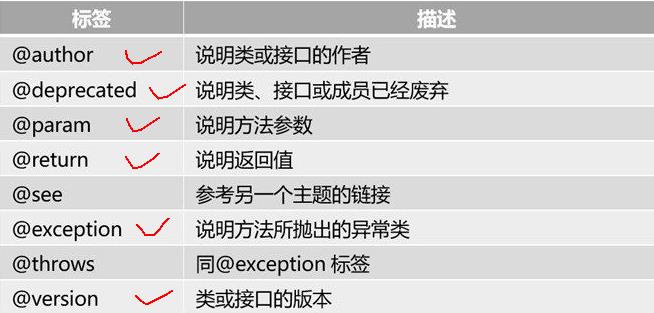 标签 描述
@author 说明类或接口的作者
@deprecated 说明类、接口或成员已经废弃
@param 说明方法参数
@return 说明返回值
@see 参考另一个主题的链接
@exception 说明方法所抛出的异常类
@throws 同@exception 标签
@version 类或接口的版本